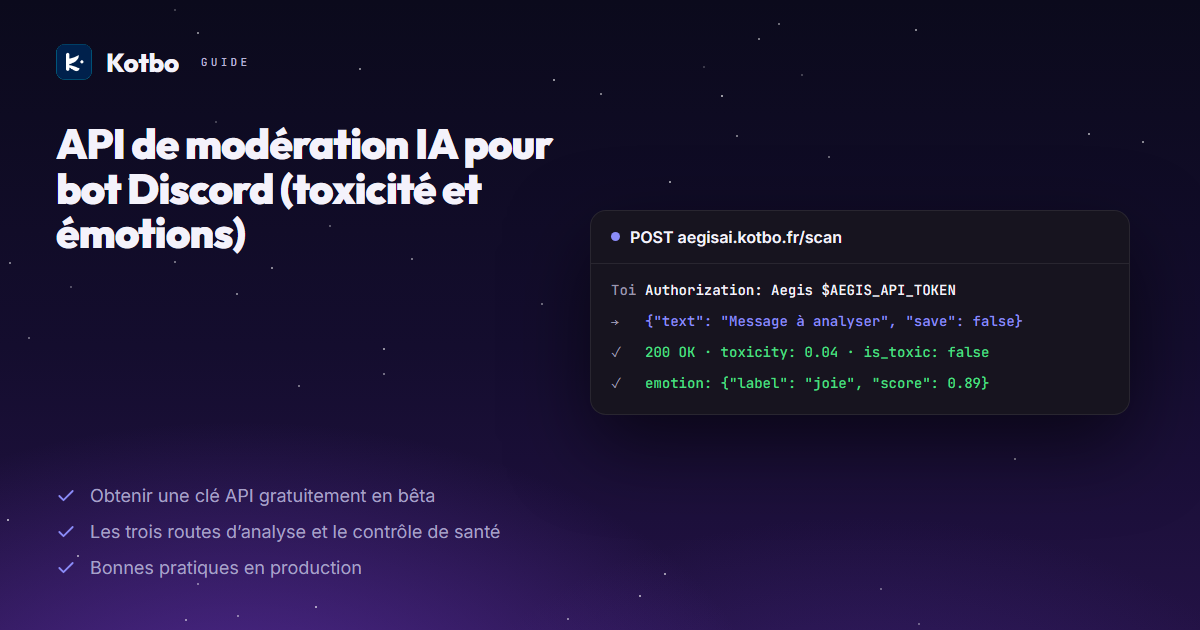 Kotbo GUIDE
API de modération IA pour
bot Discord (toxicité et
émotions)
POST aegisai.kotbo.fr/scan
Toi Authorization: Aegis $AEGIS_API_TOKEN
→ {"text": "Message à analyser", "save": false}
✓ 200 OK · toxicity: 0.04 · is_toxic: false
✓ emotion: {"label": "joie", "score": 0.89}
✓ Obtenir une clé API gratuitement en bêta
✓ Les trois routes d’analyse et le contrôle de santé
✓ Bonnes pratiques en production